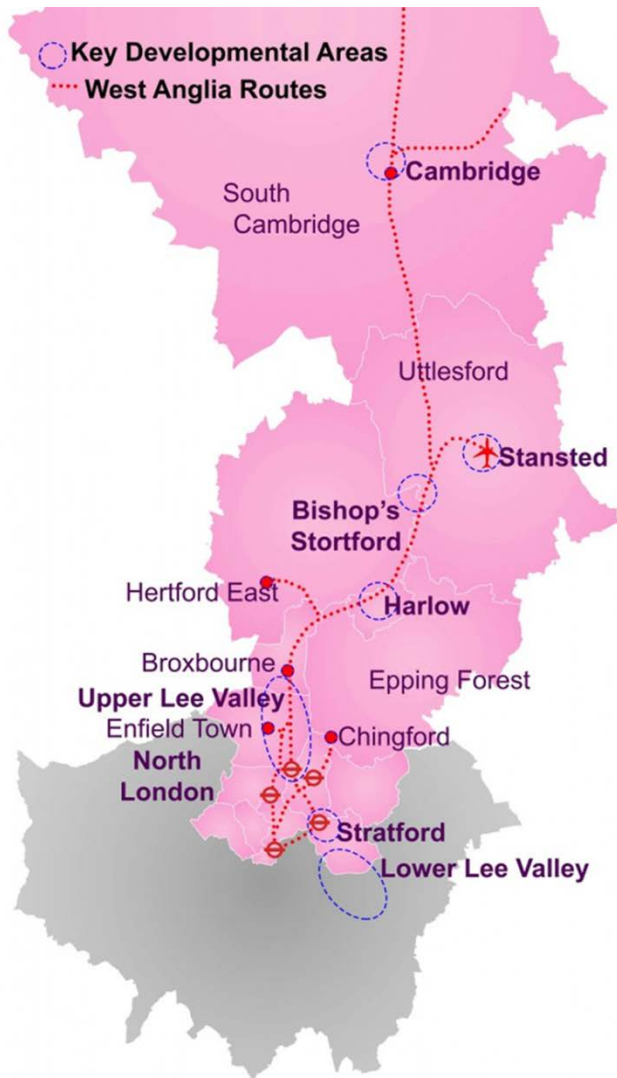 Key Developmental Areas
West Anglia Routes
Cambridge
South
Cambridge
Uttlesford
Stansted
Bishop's
Stortford
Hertford East
Harlow
Broxbourne
Epping Forest
Upper Lee Valley
Enfield Town
Chingford
North
London
Stratford
Lower Lee Valley